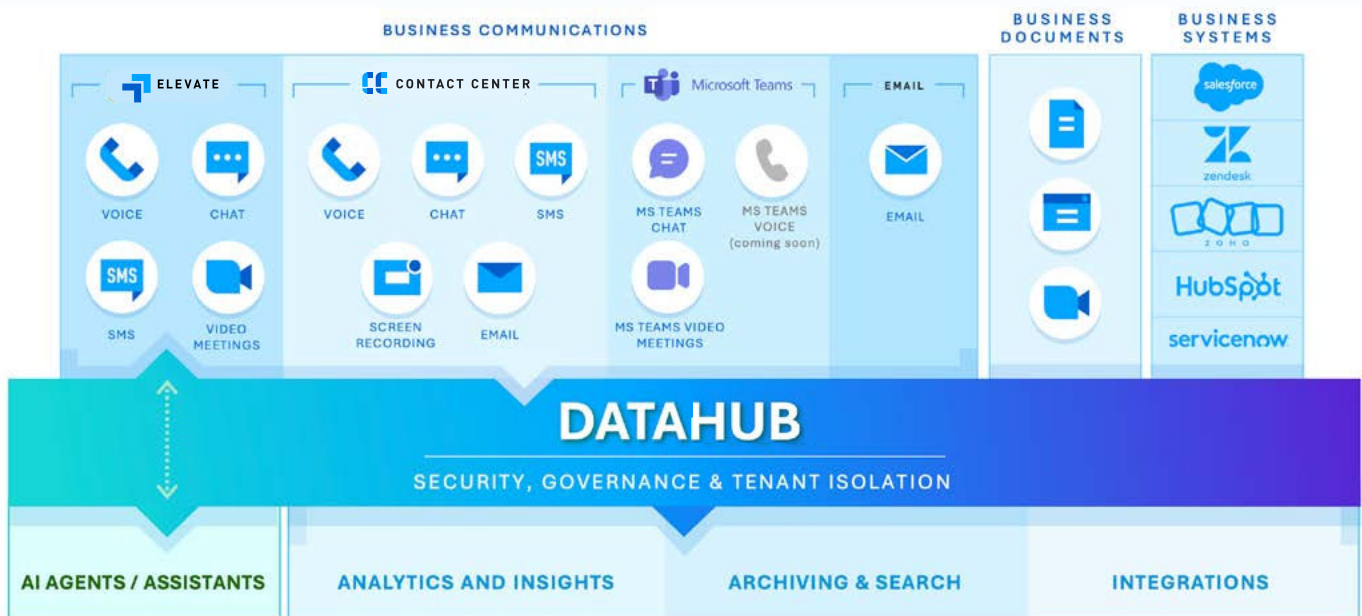 BUSINESS COMMUNICATIONS
BUSINESS
DOCUMENTS
BUSINESS
SYSTEMS
ELEVATE
CONTACT CENTER
Microsoft Teams
EMAIL
VOICE
CHAT
SMS
VIDEO
MEETINGS
VOICE
CHAT
SMS
SMS
SCREEN
RECORDING
EMAIL
MS TEAMS
CHAT
MS TEAMS
VOICE
(coming soon)
MS TEAMS VIDEO
MEETINGS
EMAIL
salesforce
zendesk
ZOHO
HubSpot
servicenow
DATAHUB
SECURITY, GOVERNANCE & TENANT ISOLATION
AI AGENTS / ASSISTANTS
ANALYTICS AND INSIGHTS
ARCHIVING & SEARCH
INTEGRATIONS